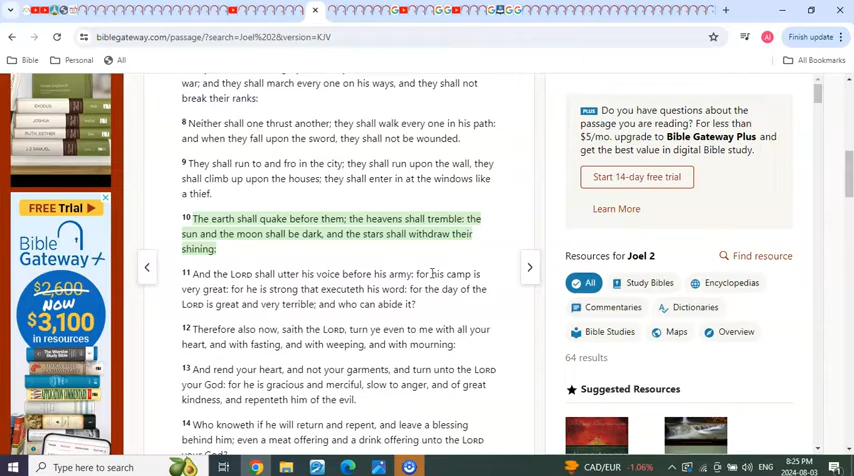 biblegateway.com/passage/?search=Joel%202&version=KJV
AI
Finish update
Bible
Personal
All
All Bookmarks
war; and they shall march every one on his ways, and they shall not
break their ranks:
8 Neither shall one thrust another; they shall walk every one in his path:
and when they fall upon the sword, they shall not be wounded.
9 They shall run to and fro in the city; they shall run upon the wall, they
shall climb up upon the houses; they shall enter in at the windows like
a thief.
10 The earth shall quake before them; the heavens shall tremble: the
sun and the moon shall be dark, and the stars shall withdraw their
shining:
11 And the LORD shall utter his voice before his army: for his camp is
very great: for he is strong that executeth his word: for the day of the
LORD is great and very terrible; and who can abide it?
12 Therefore also now, saith the LORD, turn ye even to me with all your
heart, and with fasting, and with weeping, and with mourning:
13 And rend your heart, and not your garments, and turn unto the LORD
your God: for he is gracious and merciful, slow to anger, and of great
kindness, and repenteth him of the evil.
14 Who knoweth if he will return and repent, and leave a blessing
behind him; even a meat offering and a drink offering unto the LORD
your God?
EXODUS
JOSHUA
RUTH, ESTHER
1-2 SAMUEL
FREE Trial
Bible
Gateway+
$2,600
NOW
$3,100
in resources
PLUS Do you have questions about the
passage you are reading? For less than
$5/mo. upgrade to Bible Gateway Plus and
get the best value in digital Bible study.
Start 14-day free trial
Learn More
Resources for Joel 2
Find resource
All
Study Bibles
Encyclopedias
Commentaries
Dictionaries
Bible Studies
Maps
Overview
64 results
Suggested Resources
Type here to search
CAD/EUR -1.06%
ENG
8:25 PM
2024-08-03